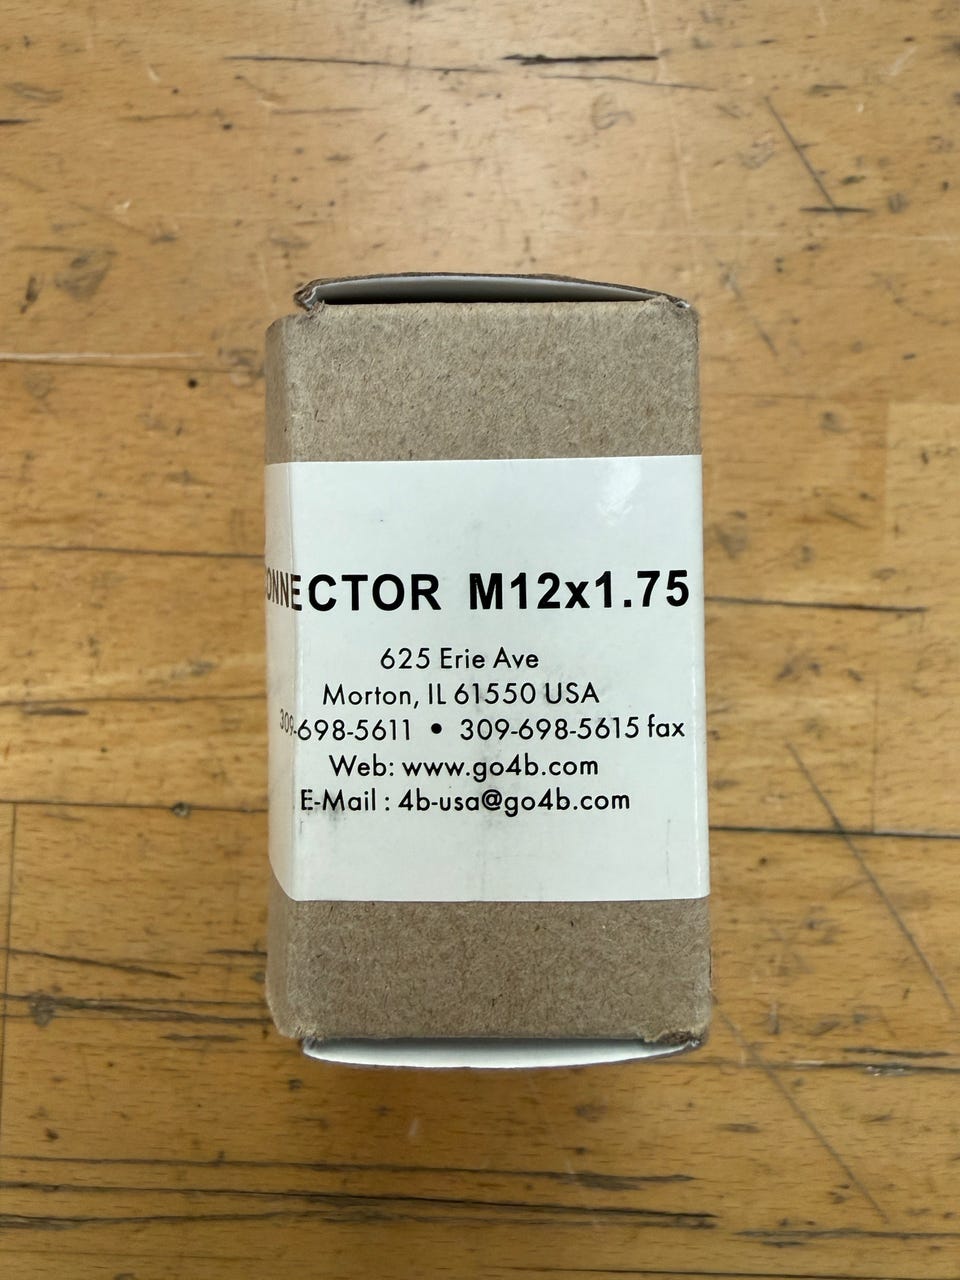 ONNECTOR M12x1.75
625 Erie Ave
Morton, IL 61550 USA
309-698-5611 • 309-698-5615 fax
Web: www.go4b.com
E-Mail : 4b-usa@go4b.com